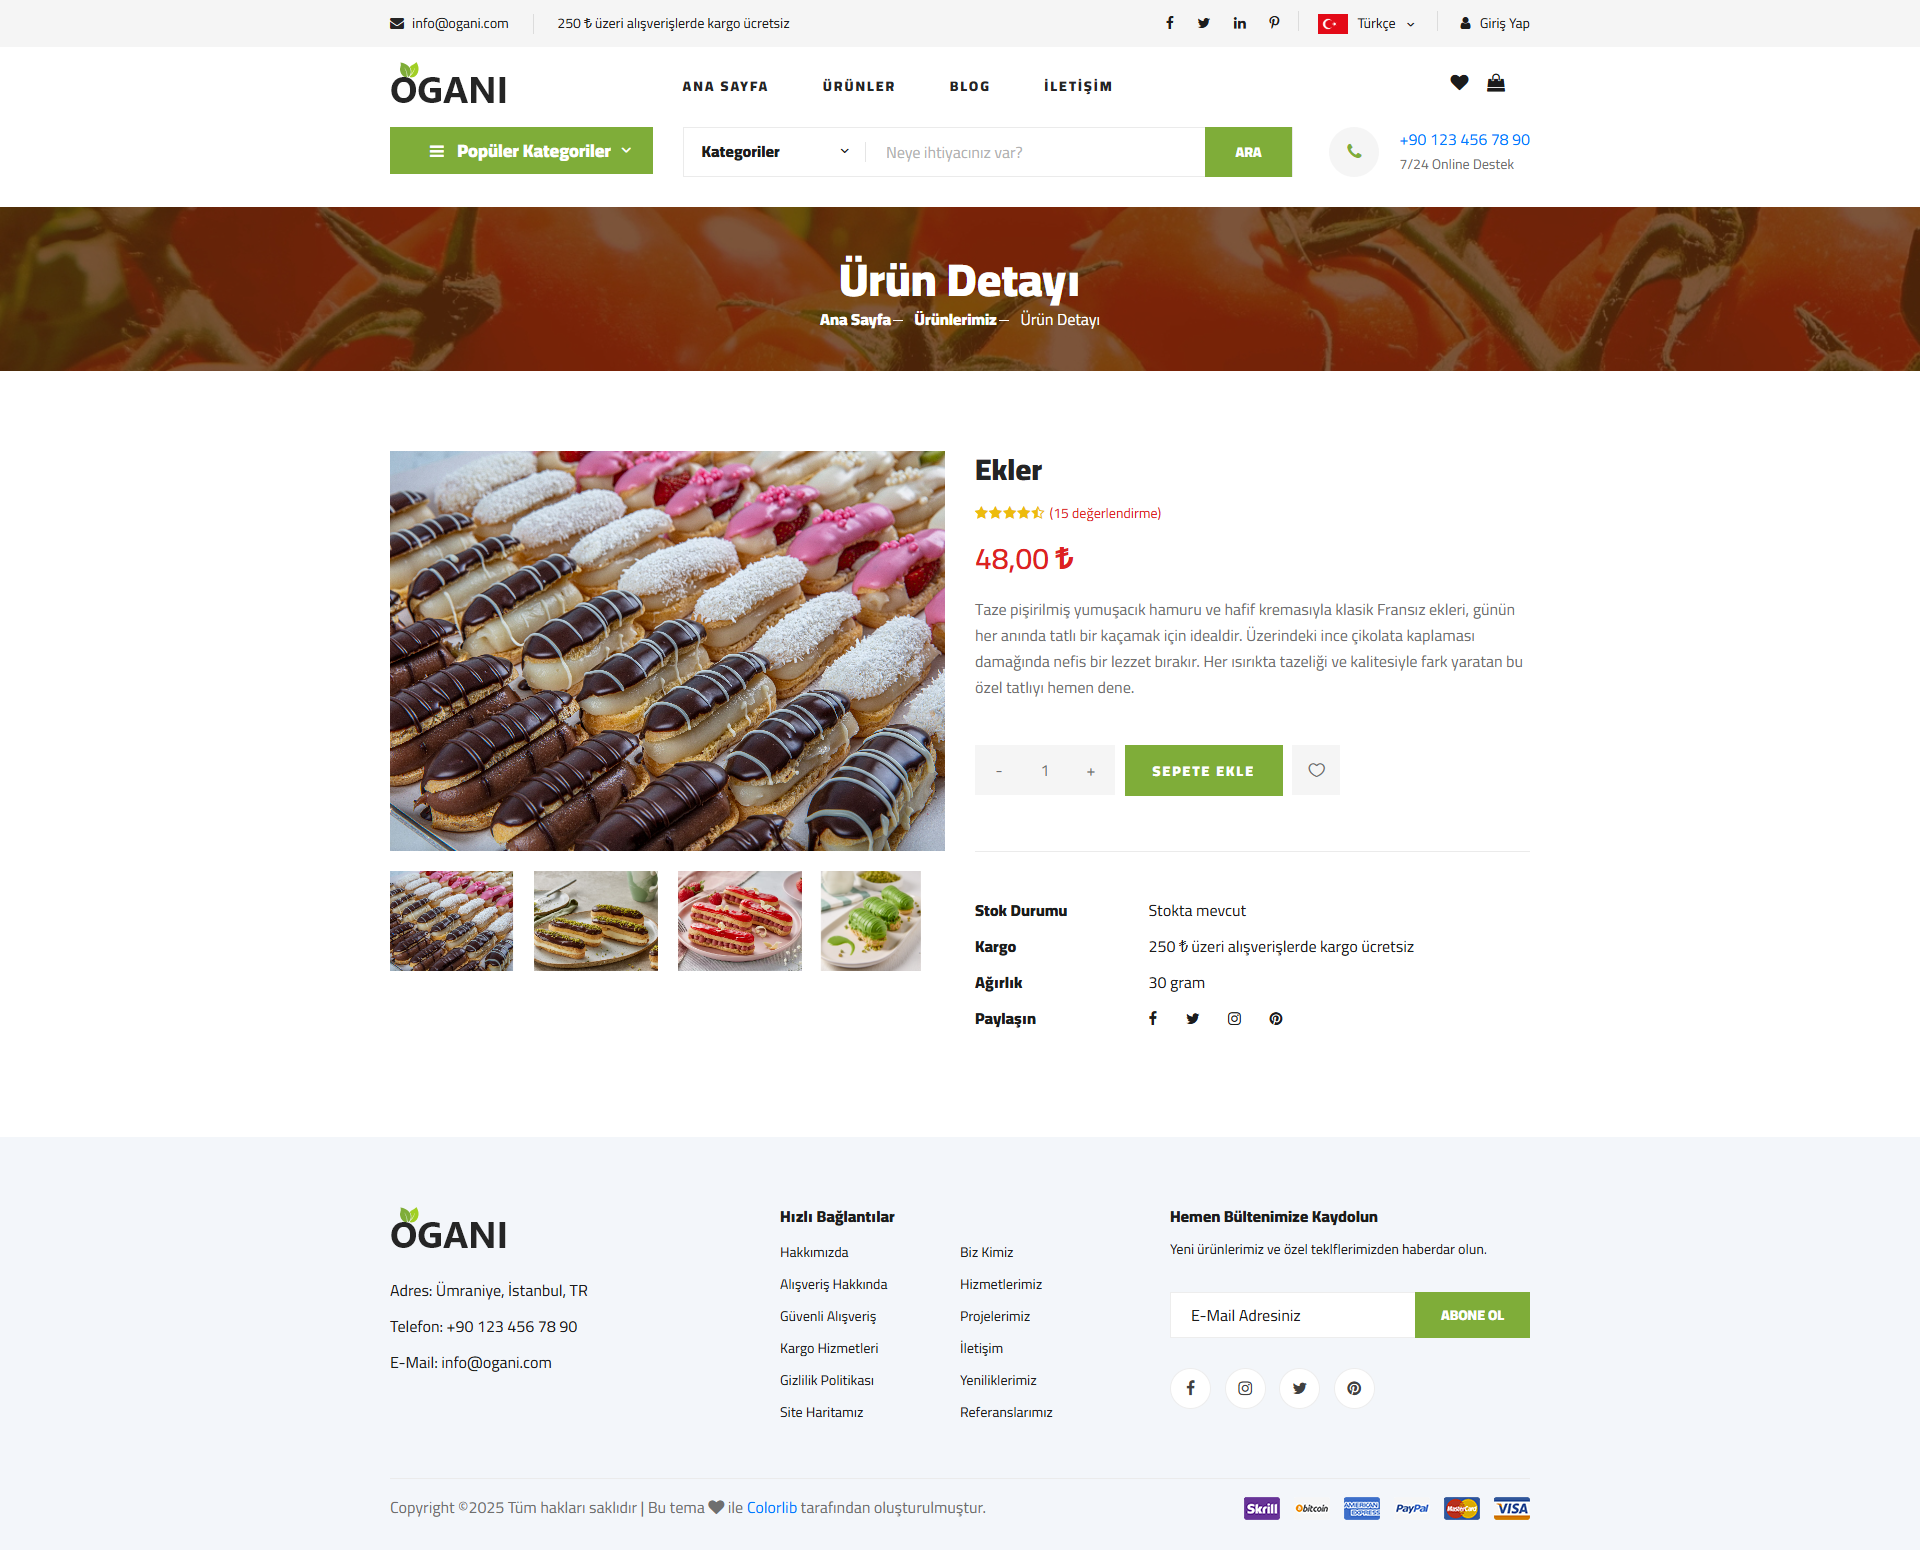 info@ogani.com
250 ₺ üzeri alışverişlerde kargo ücretsiz
Türkçe
Giriş Yap
OGANI
ANA SAYFA
ÜRÜNLER
BLOG
İLETİŞİM
Popüler Kategoriler
Kategoriler
Neye ihtiyacınız var?
ARA
+90 123 456 78 90
7/24 Online Destek
Ürün Detayı
Ana Sayfa – Ürünlerimiz – Ürün Detayı
Ekler
(15 değerlendirme)
48,00 ₺
Taze pişirilmiş yumuşacık hamuru ve hafif kremasıyla klasik Fransız ekleri, günün
her anında tatlı bir kaçamak için idealdir. Üzerindeki ince çikolata kaplaması
damağında nefis bir lezzet bırakır. Her ısırıkta tazeliği ve kalitesiyle fark yaratan bu
özel tatlıyı hemen dene.
- 1 +
SEPETE EKLE
Stok Durumu Stokta mevcut
Kargo 250 ₺ üzeri alışverişlerde kargo ücretsiz
Ağırlık 30 gram
Paylaşın
OGANI
Adres: Ümraniye, İstanbul, TR
Telefon: +90 123 456 78 90
E-Mail: info@ogani.com
Hızlı Bağlantılar
Hakkımızda
Alışveriş Hakkında
Güvenli Alışveriş
Kargo Hizmetleri
Gizlilik Politikası
Site Haritamız
Biz Kimiz
Hizmetlerimiz
Projelerimiz
İletişim
Yeniliklerimiz
Referanslarımız
Hemen Bültenimize Kaydolun
Yeni ürünlerimiz ve özel teklflerimizden haberdar olun.
E-Mail Adresiniz
ABONE OL
Copyright ©2025 Tüm hakları saklıdır | Bu tema ile Colorlib tarafından oluşturulmuştur.
Skrill
bitcoin
AMERICAN EXPRESS
PayPal
MasterCard
VISA